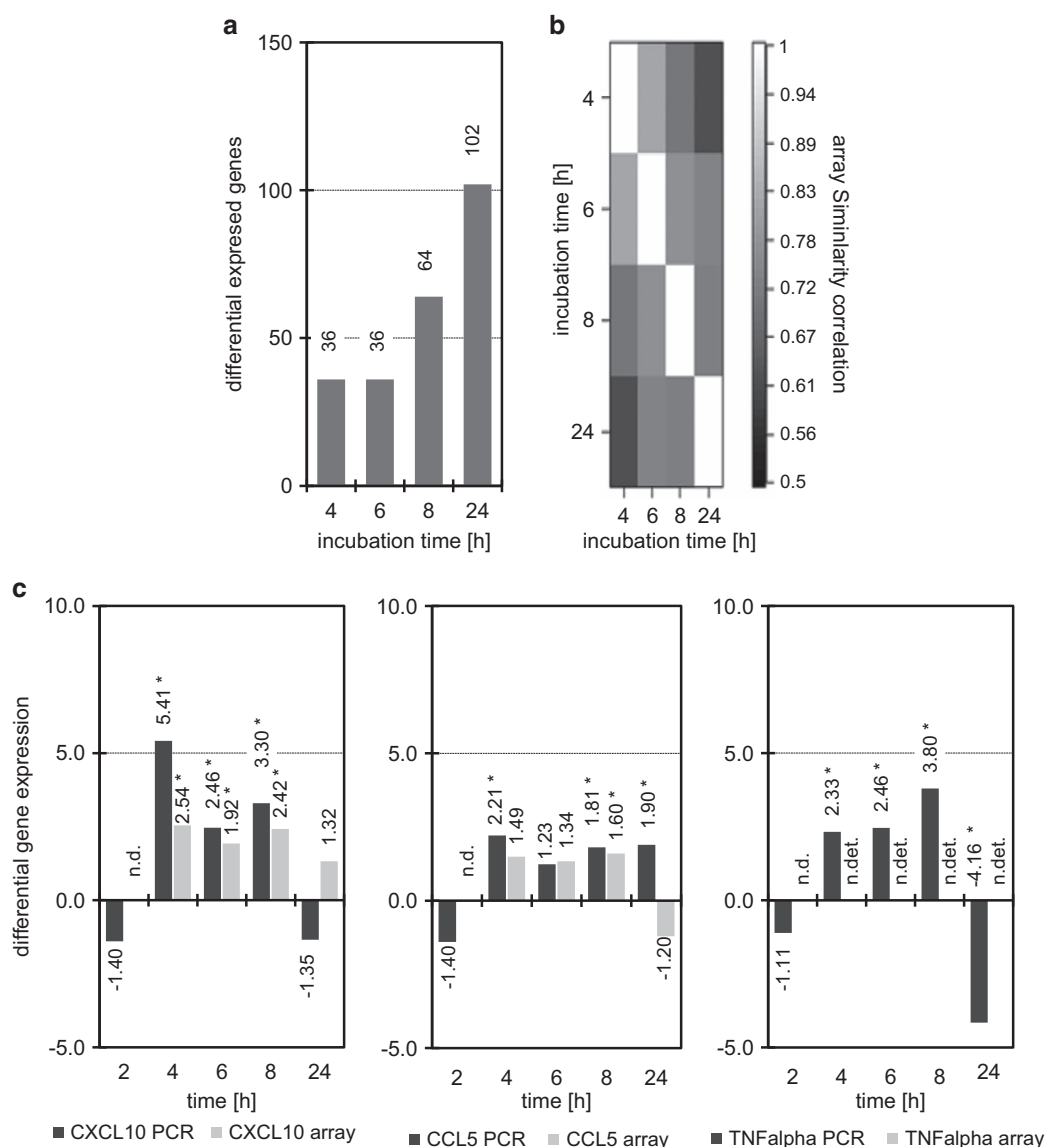 a
150
100
50
0
differential expresed genes
36
36
64
102
4 6 8 24
incubation time [h]
b
4
6
8
24
incubation time [h]
4 6 8 24
incubation time [h]
1
0.94
0.89
0.83
0.78
0.72
0.67
0.61
0.56
0.5
array Siminlarity correlation
c
differential gene expression
10.0
5.0
0.0
-5.0
-1.40
n.d.
5.41 *
2.54 *
2.46 *
1.92 *
3.30 *
2.42 *
-1.35
1.32
2 4 6 8 24
time [h]
CXCL10 PCR CXCL10 array
10.0
5.0
0.0
-5.0
-1.40
n.d.
2.21 *
1.49
1.23
1.34
1.81 *
1.60 *
1.90 *
-1.20
2 4 6 8 24
time [h]
CCL5 PCR CCL5 array
10.0
5.0
0.0
-5.0
-1.11
n.d.
2.33 *
n.det.
2.46 *
n.det.
3.80 *
n.det.
-4.16 *
n.det.
2 4 6 8 24
time [h]
TNFalpha PCR TNFalpha array